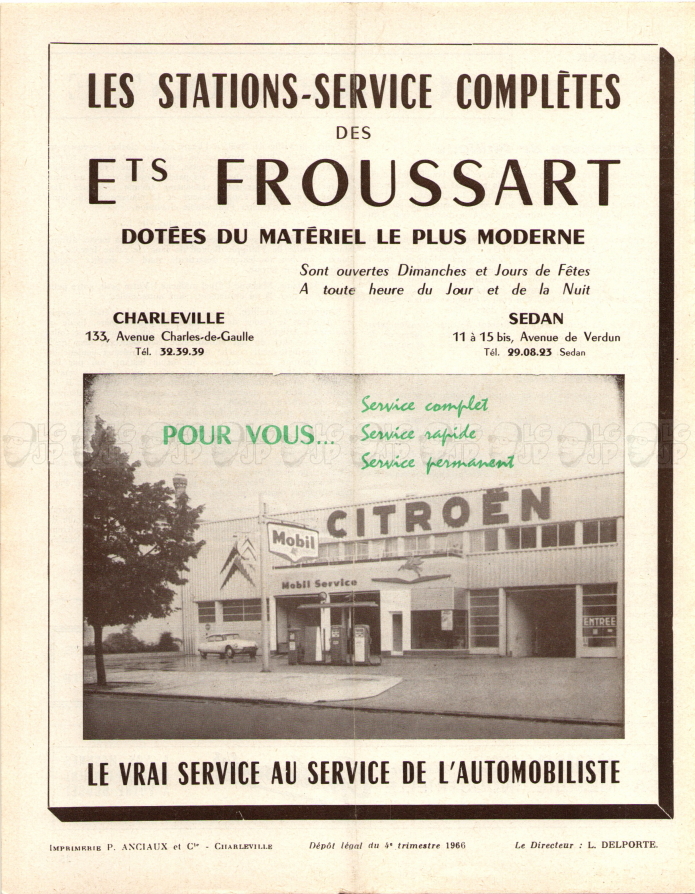 LES STATIONS-SERVICE COMPLÈTES
DES
ETS FROUSSART
DOTÉES DU MATÉRIEL LE PLUS MODERNE
Sont ouvertes Dimanches et Jours de Fêtes
A toute heure du Jour et de la Nuit
CHARLEVILLE
133, Avenue Charles-de-Gaulle
Tél. 32.39.39
SEDAN
11 à 15 bis, Avenue de Verdun
Tél. 29.08.23 Sedan
POUR VOUS...
Service complet
Service rapide
Service permanent
CITROËN
Mobil
Mobil Service
ENTREE
LE VRAI SERVICE AU SERVICE DE L'AUTOMOBILISTE
IMPRIMERIE P. ANCIAUX et Cie - CHARLEVILLE
Dépôt légal du 4e trimestre 1966
Le Directeur : L. DELPORTE.